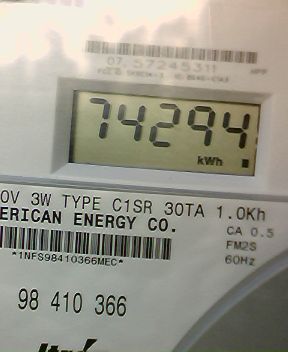 07 57245311
74294
kWh
0V 3W TYPE C1SR 30TA 1.0Kh
ERICAN ENERGY CO.
CA 0.5
FM2S
*1NFS98410366MEC*
60Hz
98 410 366